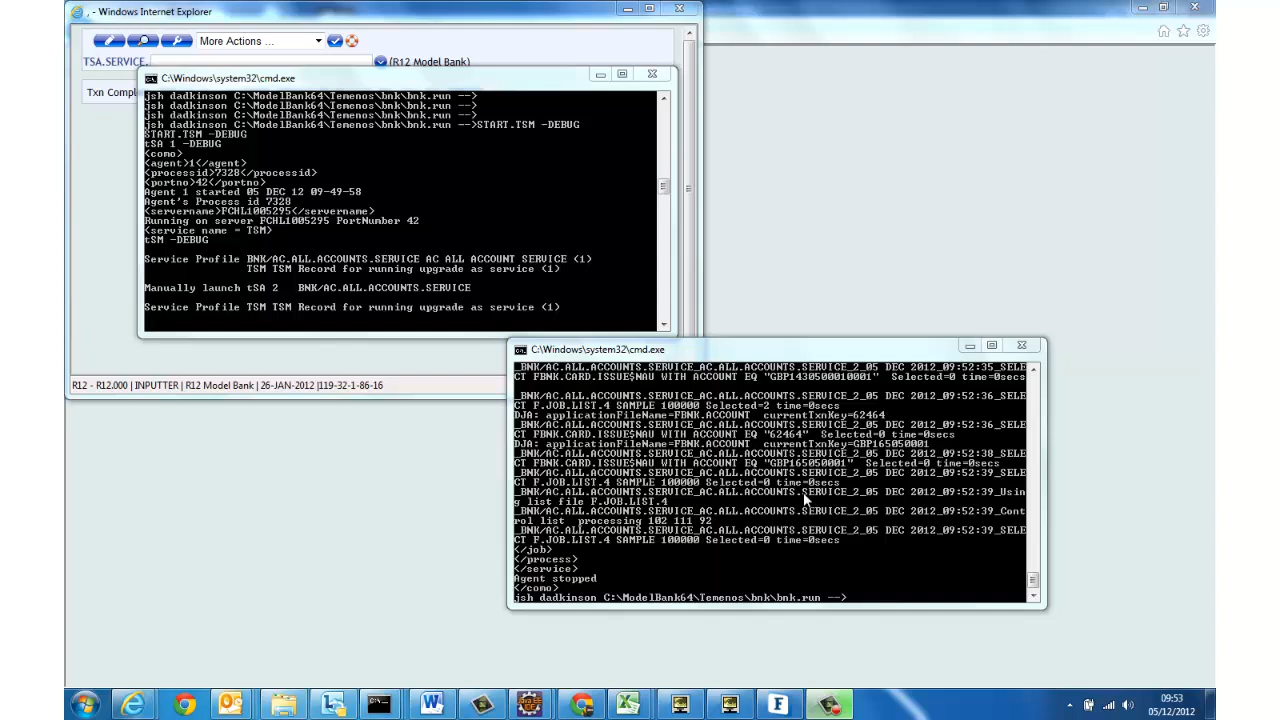 , - Windows Internet Explorer
More Actions ...
TSA.SERVICE,
(R12 Model Bank)
Txn Compl
C:\Windows\system32\cmd.exe
jsh dadkinson C:\ModelBank64\Temenos\bnk\bnk.run -->
jsh dadkinson C:\ModelBank64\Temenos\bnk\bnk.run -->
jsh dadkinson C:\ModelBank64\Temenos\bnk\bnk.run -->
jsh dadkinson C:\ModelBank64\Temenos\bnk\bnk.run -->START.TSM -DEBUG
START.TSM -DEBUG
tSA 1 -DEBUG
<como>
<agent>1</agent>
<processid>7328</processid>
<portno>42</portno>
Agent 1 started 05 DEC 12 09-49-58
Agent's Process id 7328
<servername>FCHL1005295</servername>
Running on server FCHL1005295 PortNumber 42
<service name = TSM>
tSM -DEBUG
Service Profile BNK/AC.ALL.ACCOUNTS.SERVICE AC ALL ACCOUNT SERVICE (1)
TSM TSM Record for running upgrade as service (1)
Manually launch tSA 2 BNK/AC.ALL.ACCOUNTS.SERVICE
Service Profile TSM TSM Record for running upgrade as service (1)
R12 - R12.000 | INPUTTER | R12 Model Bank | 26-JAN-2012 |119-32-1-86-16
C:\Windows\system32\cmd.exe
_BNK/AC.ALL.ACCOUNTS.SERVICE_AC.ALL.ACCOUNTS.SERVICE_2_05 DEC 2012_09:52:35_SELE
CT FBNK.CARD.ISSUE$NAU WITH ACCOUNT EQ "GBP1430500010001" Selected=0 time=0secs
_BNK/AC.ALL.ACCOUNTS.SERVICE_AC.ALL.ACCOUNTS.SERVICE_2_05 DEC 2012_09:52:36_SELE
CT F.JOB.LIST.4 SAMPLE 100000 Selected=2 time=0secs
DJA: applicationFileName=FBNK.ACCOUNT currentTxnKey=62464
_BNK/AC.ALL.ACCOUNTS.SERVICE_AC.ALL.ACCOUNTS.SERVICE_2_05 DEC 2012_09:52:36_SELE
CT FBNK.CARD.ISSUE$NAU WITH ACCOUNT EQ "62464" Selected=0 time=0secs
DJA: applicationFileName=FBNK.ACCOUNT currentTxnKey=GBP165050001
_BNK/AC.ALL.ACCOUNTS.SERVICE_AC.ALL.ACCOUNTS.SERVICE_2_05 DEC 2012_09:52:38_SELE
CT FBNK.CARD.ISSUE$NAU WITH ACCOUNT EQ "GBP165050001" Selected=0 time=0secs
_BNK/AC.ALL.ACCOUNTS.SERVICE_AC.ALL.ACCOUNTS.SERVICE_2_05 DEC 2012_09:52:39_SELE
CT F.JOB.LIST.4 SAMPLE 100000 Selected=0 time=0secs
_BNK/AC.ALL.ACCOUNTS.SERVICE_AC.ALL.ACCOUNTS.SERVICE_2_05 DEC 2012_09:52:39_Usin
g list file F.JOB.LIST.4
_BNK/AC.ALL.ACCOUNTS.SERVICE_AC.ALL.ACCOUNTS.SERVICE_2_05 DEC 2012_09:52:39_Cont
rol list processing 102 111 92
_BNK/AC.ALL.ACCOUNTS.SERVICE_AC.ALL.ACCOUNTS.SERVICE_2_05 DEC 2012_09:52:39_SELE
CT F.JOB.LIST.4 SAMPLE 100000 Selected=0 time=0secs
</job>
</process>
</service>
Agent stopped
</como>
jsh dadkinson C:\ModelBank64\Temenos\bnk\bnk.run -->
09:53
05/12/2012